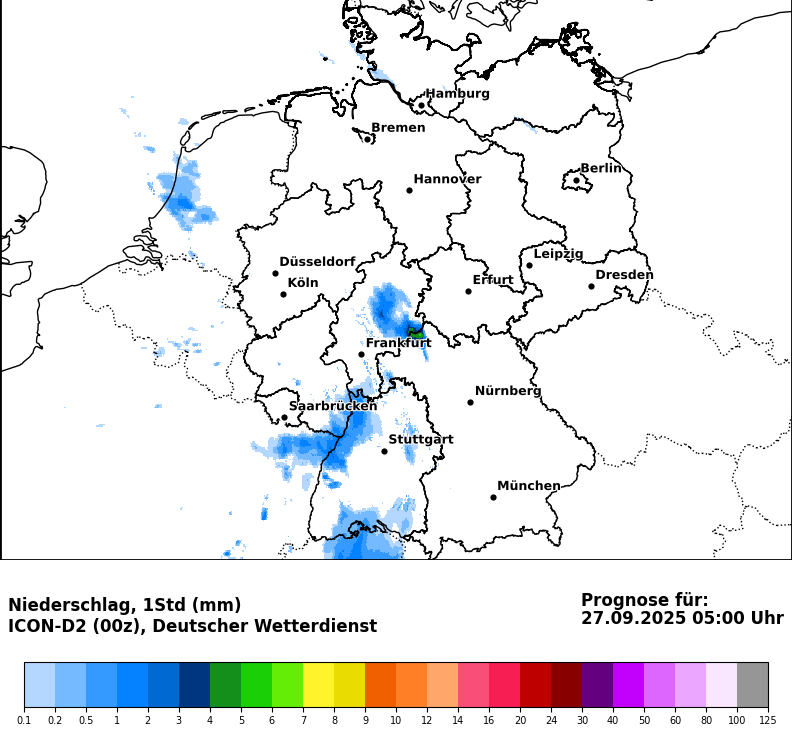 Hamburg
Bremen
Berlin
Hannover
Leipzig
Düsseldorf
Dresden
Erfurt
Köln
Frankfurt
Nürnberg
Saarbrücken
Stuttgart
München
Niederschlag, 1Std (mm)
ICON-D2 (00z), Deutscher Wetterdienst
Prognose für:
27.09.2025 05:00 Uhr
0.1 0.2 0.5 1 2 3 4 5 6 7 8 9 10 12 14 16 20 24 30 40 50 60 80 100 125